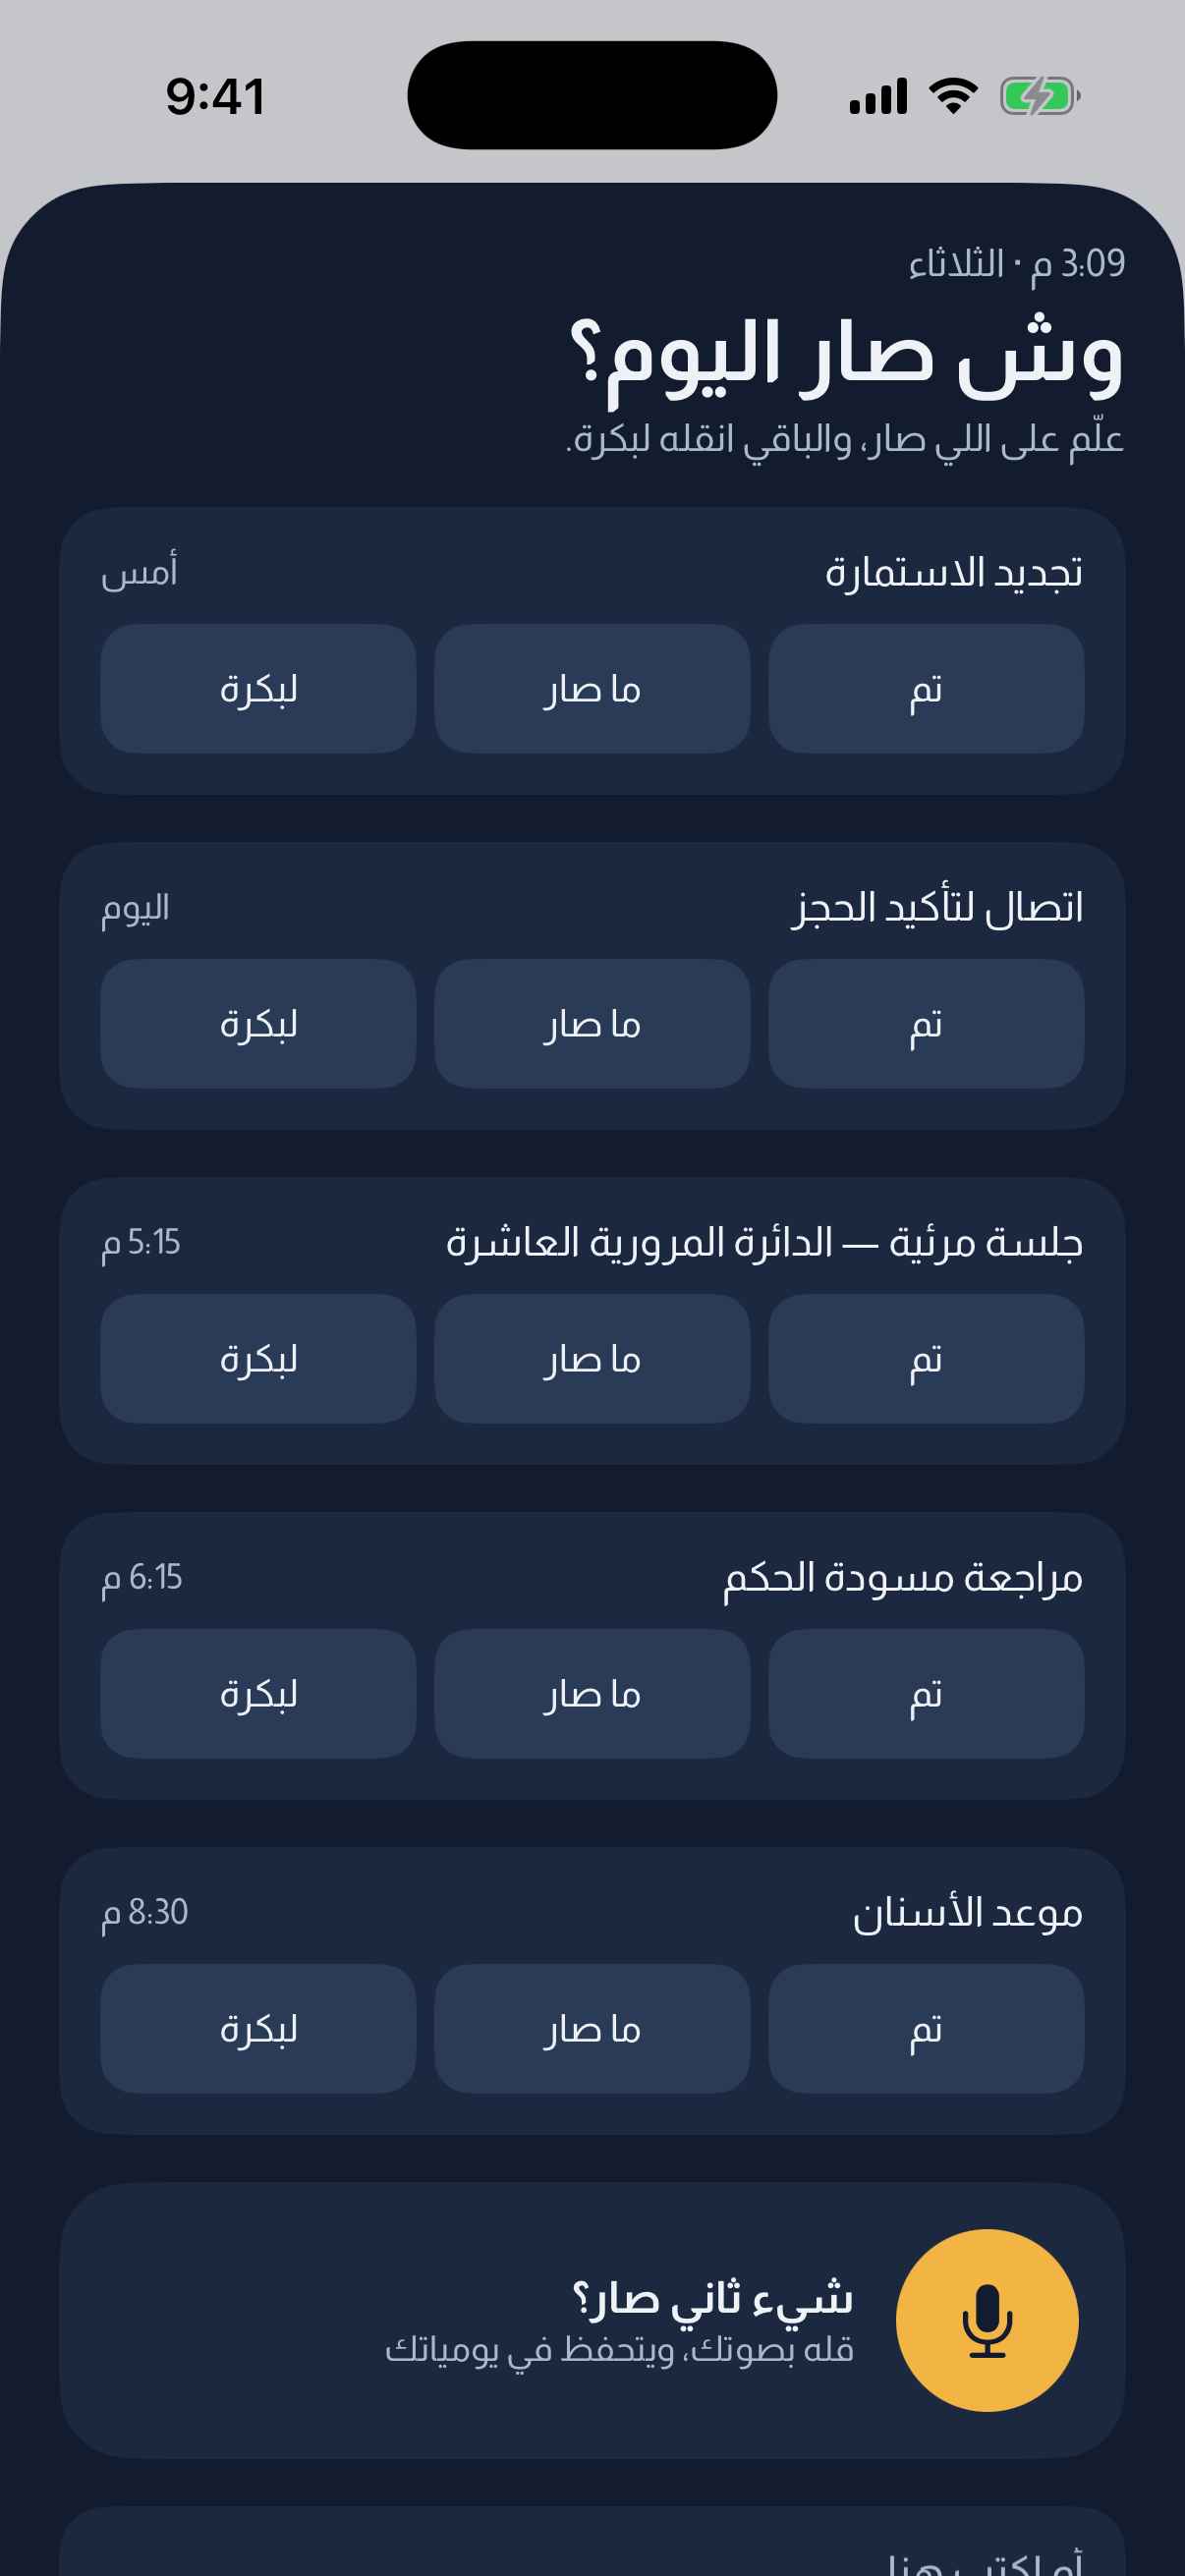 9:41
3:09 م · الثلاثاء
وش صار اليوم؟
علّم على اللي صار، والباقي انقله لبكرة.
تجديد الاستمارة
أمس
تم
ما صار
لبكرة
اتصال لتأكيد الحجز
اليوم
تم
ما صار
لبكرة
جلسة مرئية — الدائرة المرورية العاشرة
5:15 م
تم
ما صار
لبكرة
مراجعة مسودة الحكم
6:15 م
تم
ما صار
لبكرة
موعد الأسنان
8:30 م
تم
ما صار
لبكرة
شيء ثاني صار؟
قله بصوتك، ويتحفظ في يومياتك
أو اكتب هنا